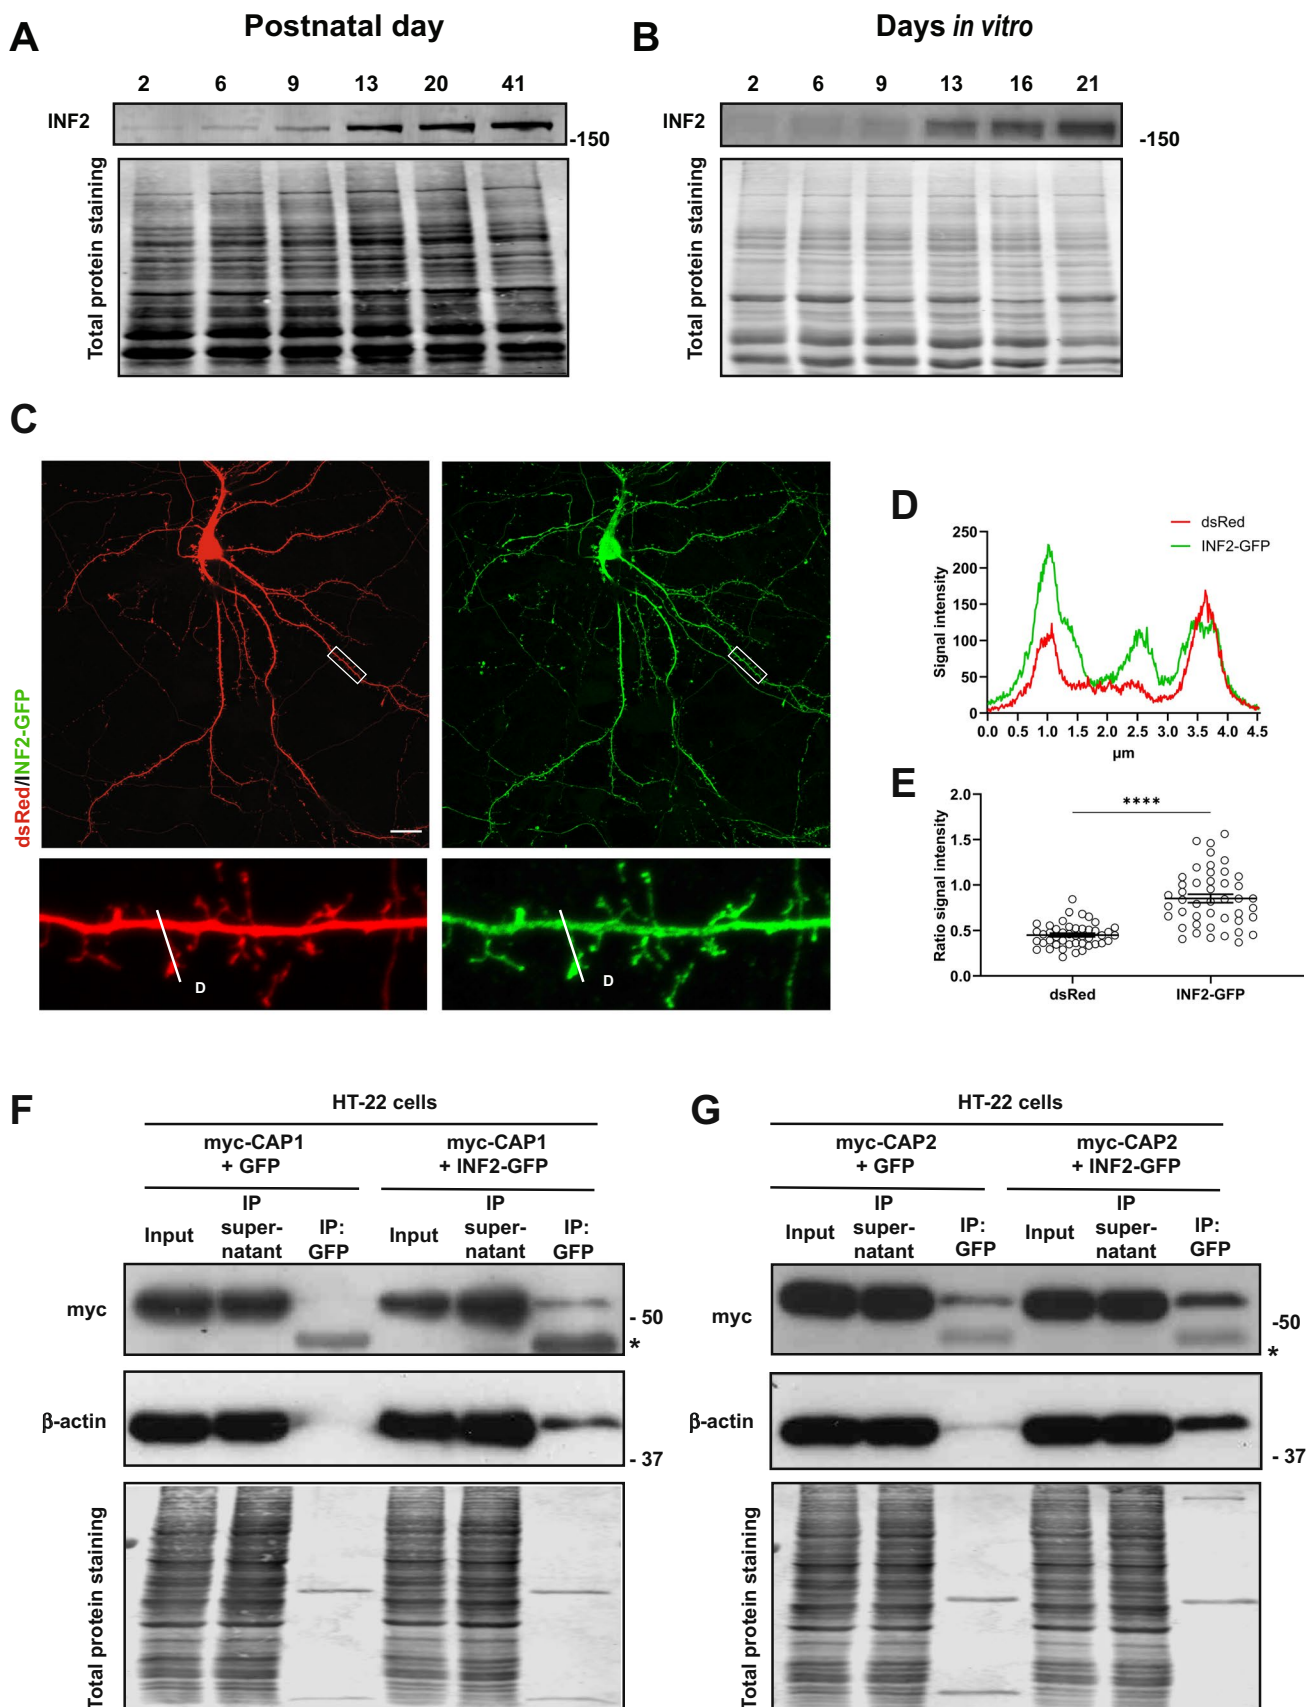 A
Postnatal day
2 6 9 13 20 41
INF2
-150
Total protein staining
B
Days in vitro
2 6 9 13 16 21
INF2
-150
Total protein staining
C
dsRed/INF2-GFP
D
D
D
dsRed
INF2-GFP
250
200
150
100
50
0
Signal intensity
0.0 0.5 1.0 1.5 2.0 2.5 3.0 3.5 4.0 4.5
µm
E
2.0
1.5
1.0
0.5
0.0
Ratio signal intensity
****
dsRed INF2-GFP
F
HT-22 cells
myc-CAP1
+ GFP
myc-CAP1
+ INF2-GFP
Input
IP
super-
natant
IP:
GFP
Input
IP
super-
natant
IP:
GFP
myc
- 50
*
β-actin
- 37
Total protein staining
G
HT-22 cells
myc-CAP2
+ GFP
myc-CAP2
+ INF2-GFP
Input
IP
super-
natant
IP:
GFP
Input
IP
super-
natant
IP:
GFP
myc
-50
*
β-actin
- 37
Total protein staining